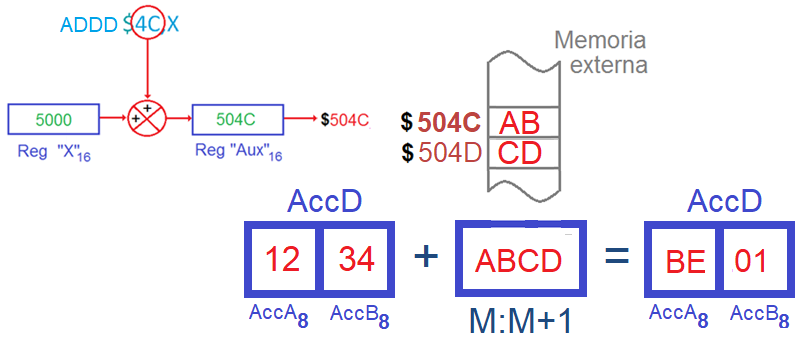 ADDD $4C,X
Memoria
externa
5000
504C
$504C
Reg "X"16
Reg "Aux"16
$504C AB
$504D CD
AccD
AccD
12 34 + ABCD = BE 01
AccA8 AccB8
M:M+1
AccA8 AccB8